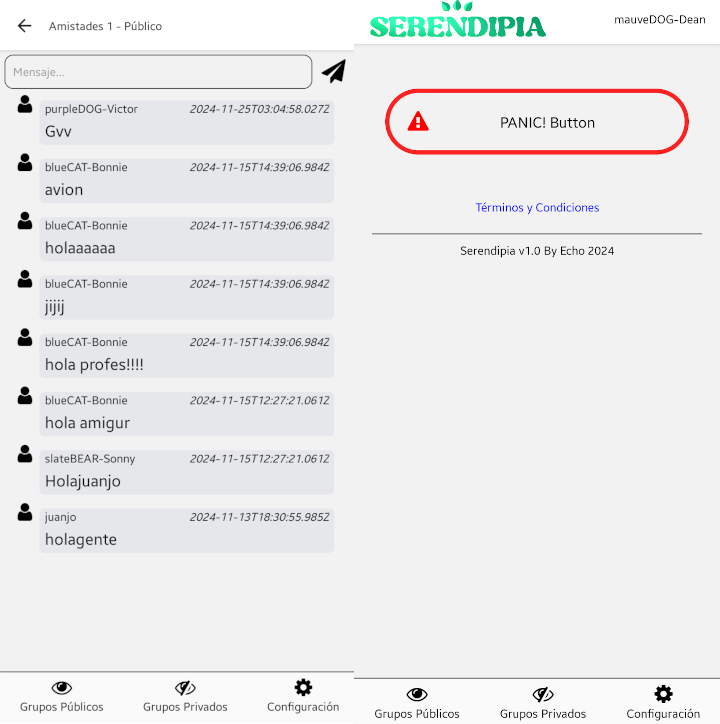 Amistades 1 - Público
Mensaje...
purpleDOG-Victor 2024-11-25T03:04:58.027Z
Gvv
blueCAT-Bonnie 2024-11-15T14:39:06.984Z
avion
blueCAT-Bonnie 2024-11-15T14:39:06.984Z
holaaaaaa
blueCAT-Bonnie 2024-11-15T14:39:06.984Z
jijij
blueCAT-Bonnie 2024-11-15T14:39:06.984Z
hola profes!!!!
blueCAT-Bonnie 2024-11-15T12:27:21.061Z
hola amigur
slateBEAR-Sonny 2024-11-15T12:27:21.061Z
Holajuanjo
juanjo 2024-11-13T18:30:55.985Z
holagente
Grupos Públicos Grupos Privados Configuración
SERENDIPIA mauveDOG-Dean
PANIC! Button
Términos y Condiciones
Serendipia v1.0 By Echo 2024
Grupos Públicos Grupos Privados Configuración